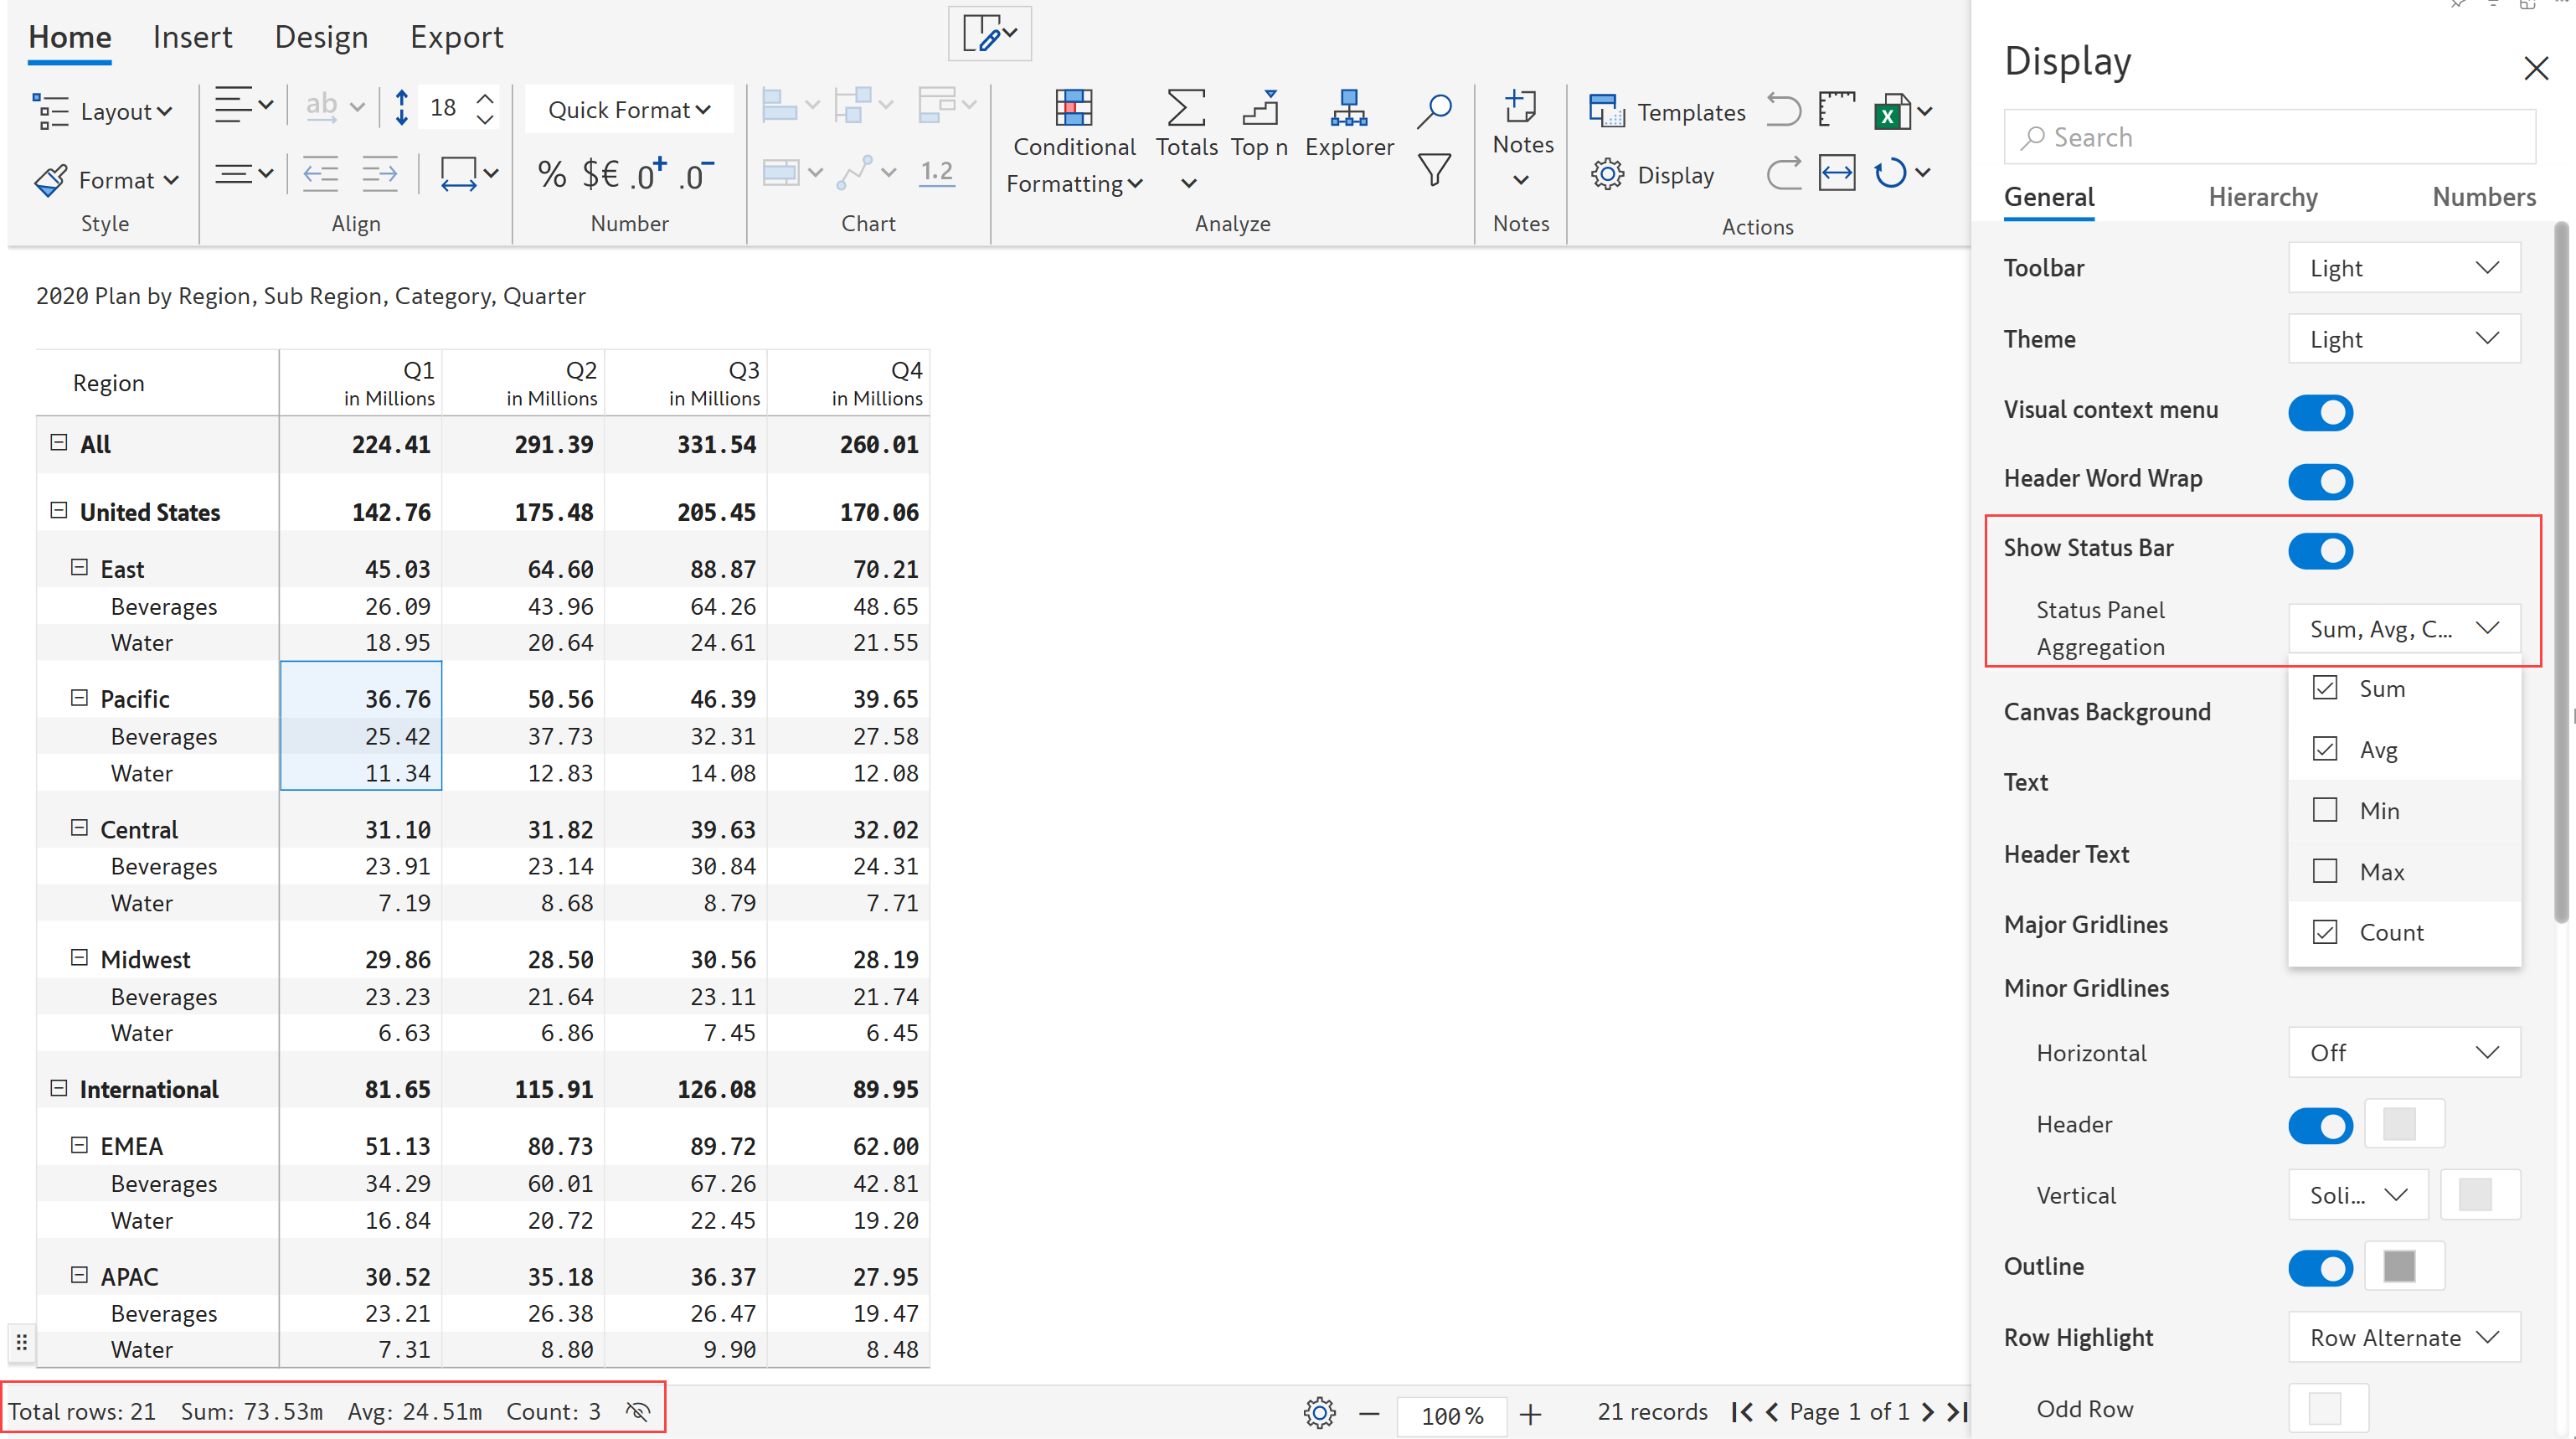 Home Insert Design Export
Layout
ab
18
Quick Format
Format
% $€ .0+ .0-
1.2
Conditional Formatting
Totals
Top n
Explorer
Notes
Templates
Display
Style
Align
Number
Chart
Analyze
Notes
Actions
2020 Plan by Region, Sub Region, Category, Quarter
Region Q1 Q2 Q3 Q4
in Millions in Millions in Millions in Millions
All 224.41 291.39 331.54 260.01
United States 142.76 175.48 205.45 170.06
East 45.03 64.60 88.87 70.21
Beverages 26.09 43.96 64.26 48.65
Water 18.95 20.64 24.61 21.55
Pacific 36.76 50.56 46.39 39.65
Beverages 25.42 37.73 32.31 27.58
Water 11.34 12.83 14.08 12.08
Central 31.10 31.82 39.63 32.02
Beverages 23.91 23.14 30.84 24.31
Water 7.19 8.68 8.79 7.71
Midwest 29.86 28.50 30.56 28.19
Beverages 23.23 21.64 23.11 21.74
Water 6.63 6.86 7.45 6.45
International 81.65 115.91 126.08 89.95
EMEA 51.13 80.73 89.72 62.00
Beverages 34.29 60.01 67.26 42.81
Water 16.84 20.72 22.45 19.20
APAC 30.52 35.18 36.37 27.95
Beverages 23.21 26.38 26.47 19.47
Water 7.31 8.80 9.90 8.48
Total rows: 21 Sum: 73.53m Avg: 24.51m Count: 3
100%
21 records
Page 1 of 1
Display
Search
General Hierarchy Numbers
Toolbar Light
Theme Light
Visual context menu
Header Word Wrap
Show Status Bar
Status Panel
Aggregation
Sum, Avg, C...
Sum
Avg
Min
Max
Count
Canvas Background
Text
Header Text
Major Gridlines
Minor Gridlines
Horizontal Off
Header
Vertical Soli...
Outline
Row Highlight Row Alternate
Odd Row